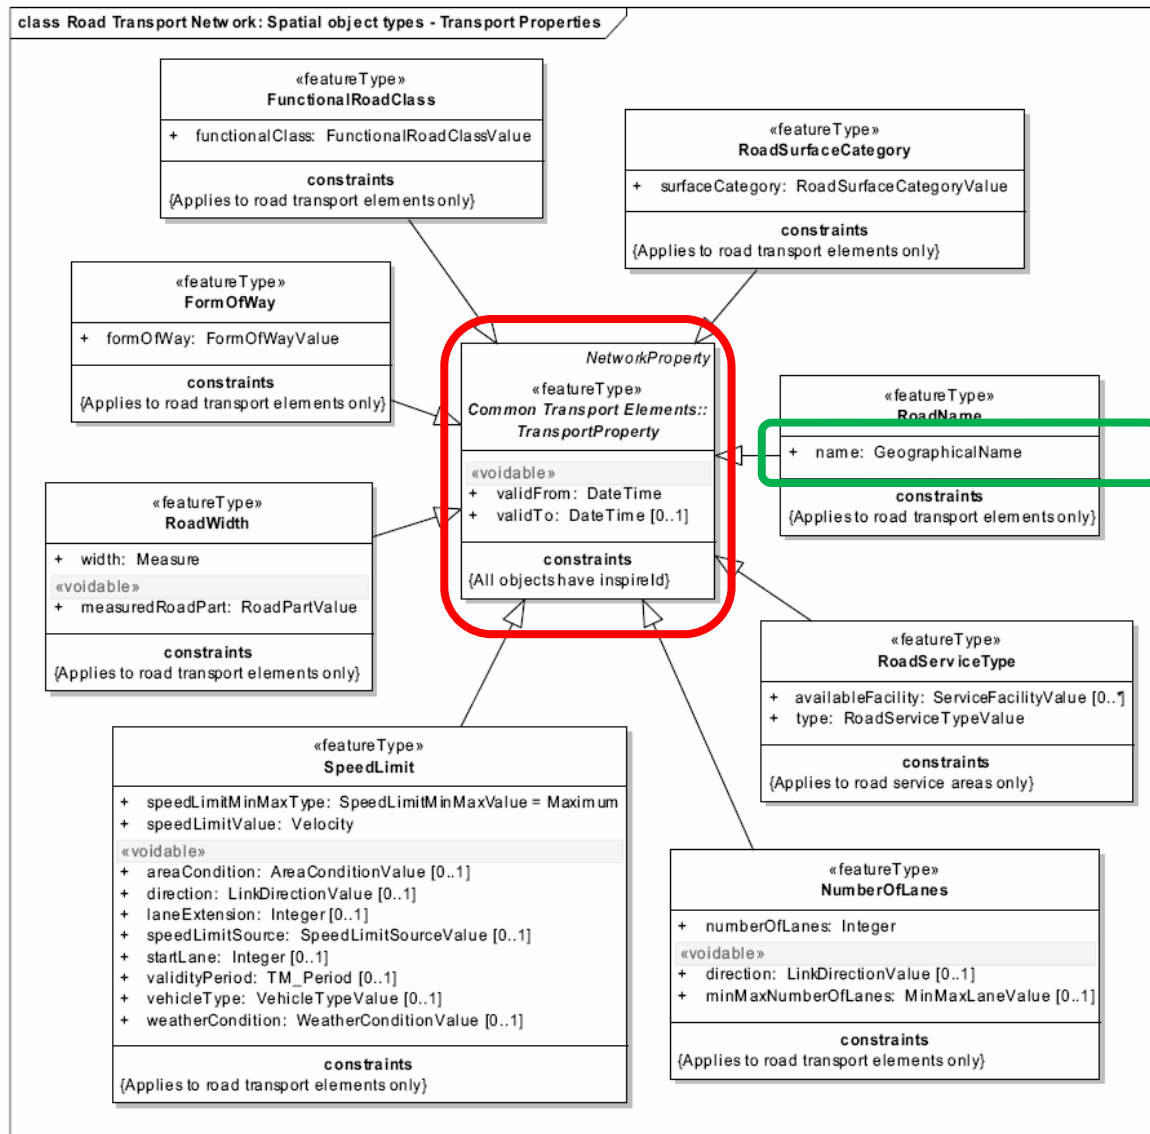 class Road Transport Network: Spatial object types - Transport Properties
«featureType»
FunctionalRoadClass
+ functionalClass: FunctionalRoadClassValue
constraints
{Applies to road transport elements only}
«featureType»
RoadSurfaceCategory
+ surfaceCategory: RoadSurfaceCategoryValue
constraints
{Applies to road transport elements only}
«featureType»
FormOfWay
+ formOfWay: FormOfWayValue
constraints
{Applies to road transport elements only}
NetworkProperty
«featureType»
Common Transport Elements::
TransportProperty
«voidable»
+ validFrom: DateTime
+ validTo: DateTime [0..1]
constraints
{All objects have inspireId}
«featureType»
RoadName
+ name: GeographicalName
constraints
{Applies to road transport elements only}
«featureType»
RoadWidth
+ width: Measure
«voidable»
+ measuredRoadPart: RoadPartValue
constraints
{Applies to road transport elements only}
«featureType»
RoadServiceType
+ availableFacility: ServiceFacilityValue [0..*]
+ type: RoadServiceTypeValue
constraints
{Applies to road service areas only}
«featureType»
SpeedLimit
+ speedLimitMinMaxType: SpeedLimitMinMaxValue = Maximum
+ speedLimitValue: Velocity
«voidable»
+ areaCondition: AreaConditionValue [0..1]
+ direction: LinkDirectionValue [0..1]
+ laneExtension: Integer [0..1]
+ speedLimitSource: SpeedLimitSourceValue [0..1]
+ startLane: Integer [0..1]
+ validityPeriod: TM_Period [0..1]
+ vehicleType: VehicleTypeValue [0..1]
+ weatherCondition: WeatherConditionValue [0..1]
constraints
{Applies to road transport elements only}
«featureType»
NumberOfLanes
+ numberOfLanes: Integer
«voidable»
+ direction: LinkDirectionValue [0..1]
+ minMaxNumberOfLanes: MinMaxLaneValue [0..1]
constraints
{Applies to road transport elements only}